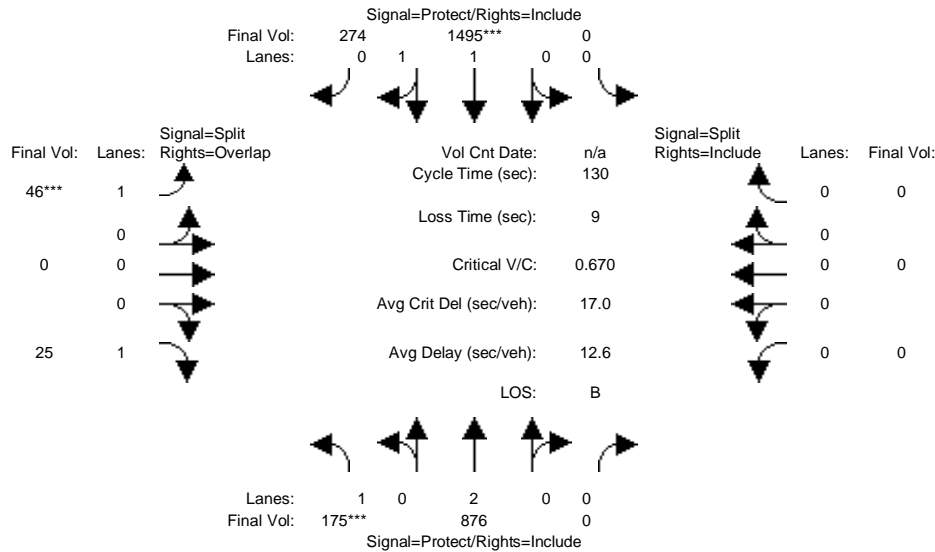 Signal=Protect/Rights=Include
Final Vol: 274 1495*** 0
Lanes: 0 1 1 0 0
Signal=Split
Signal=Split
Final Vol: Lanes: Rights=Overlap Vol Cnt Date: n/a Rights=Include Lanes: Final Vol:
Cycle Time (sec): 130
46*** 1 0 0
Loss Time (sec): 9
0 0
0 0 Critical V/C: 0.670 0 0
0 Avg Crit Del (sec/veh): 17.0 0
25 1 Avg Delay (sec/veh): 12.6 0 0
LOS: B
Lanes: 1 0 2 0 0
Final Vol: 175*** 876 0
Signal=Protect/Rights=Include